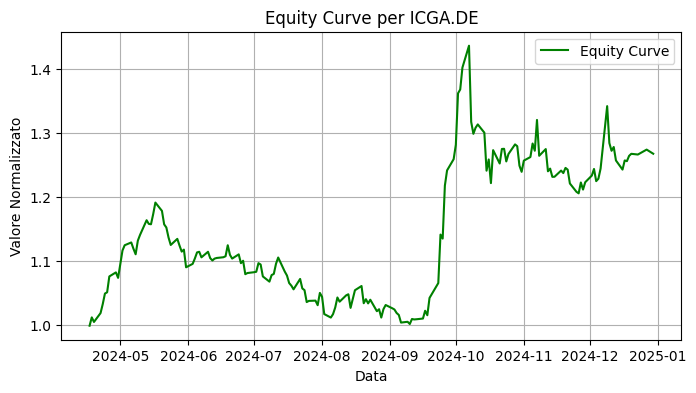 Equity Curve per ICGA.DE
Equity Curve
Valore Normalizzato
1.4
1.3
1.2
1.1
1.0
2024-05 2024-06 2024-07 2024-08 2024-09 2024-10 2024-11 2024-12 2025-01
Data